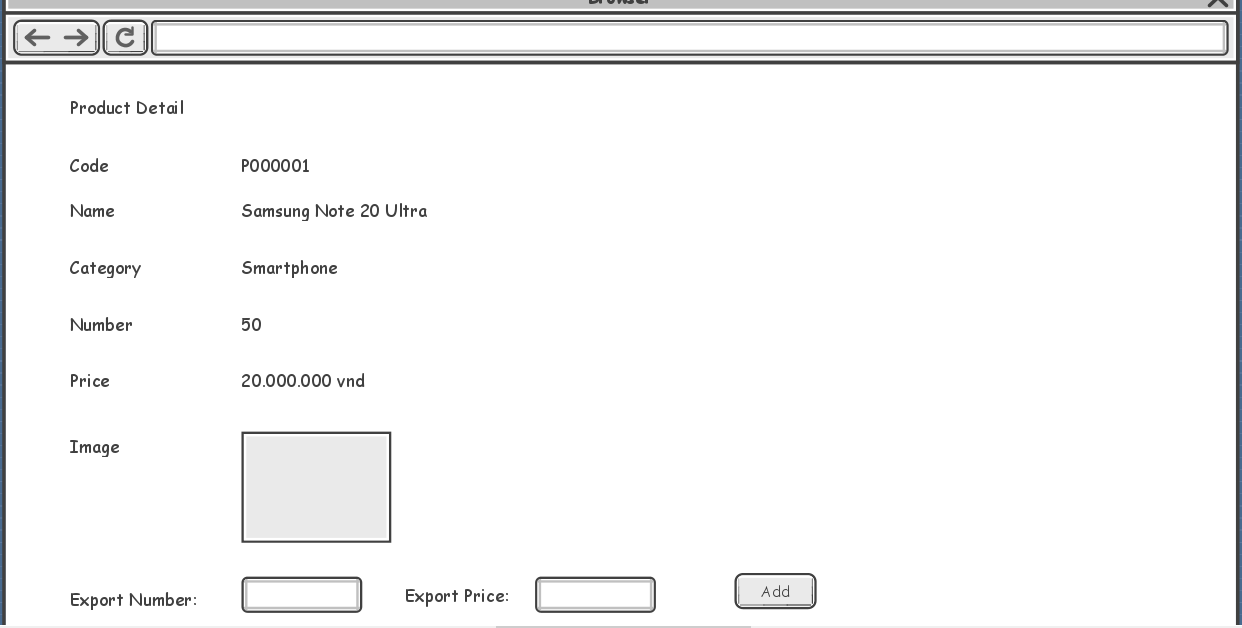 Browser
Product Detail
Code P000001
Name Samsung Note 20 Ultra
Category Smartphone
Number 50
Price 20.000.000 vnd
Image
Export Number: Export Price: Add